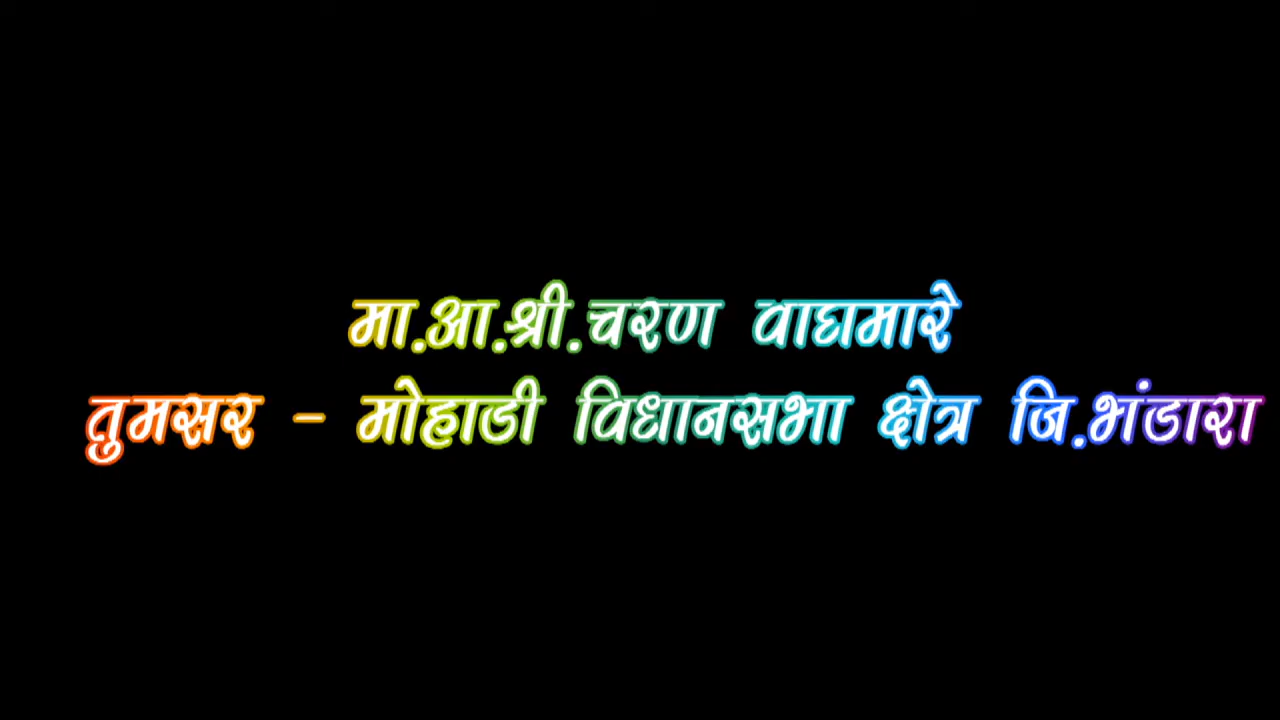 मा.आ.श्री.चरण वाघमारे
तुमसर - मोहाडी विधानसभा क्षेत्र जि.भंडारा